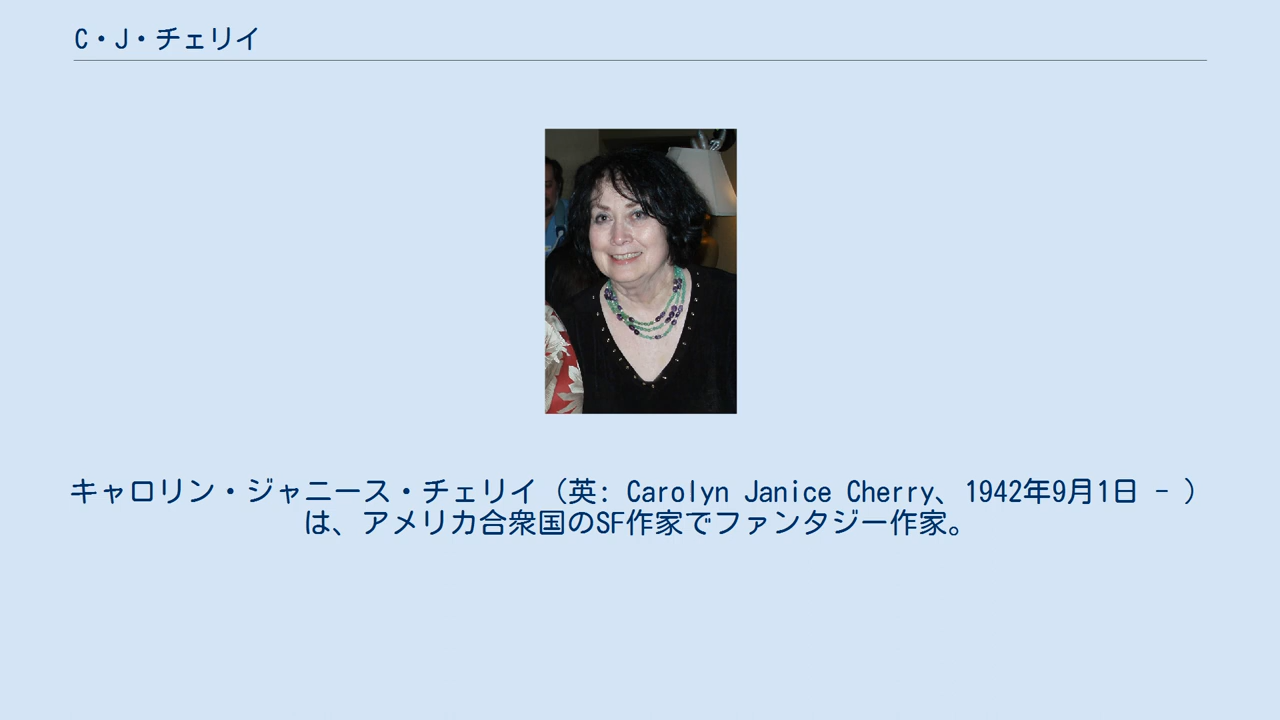 C・J・チェリイ
キャロリン・ジャニース・チェリイ（英: Carolyn Janice Cherry、1942年9月1日 - ）
は、アメリカ合衆国のSF作家でファンタジー作家。